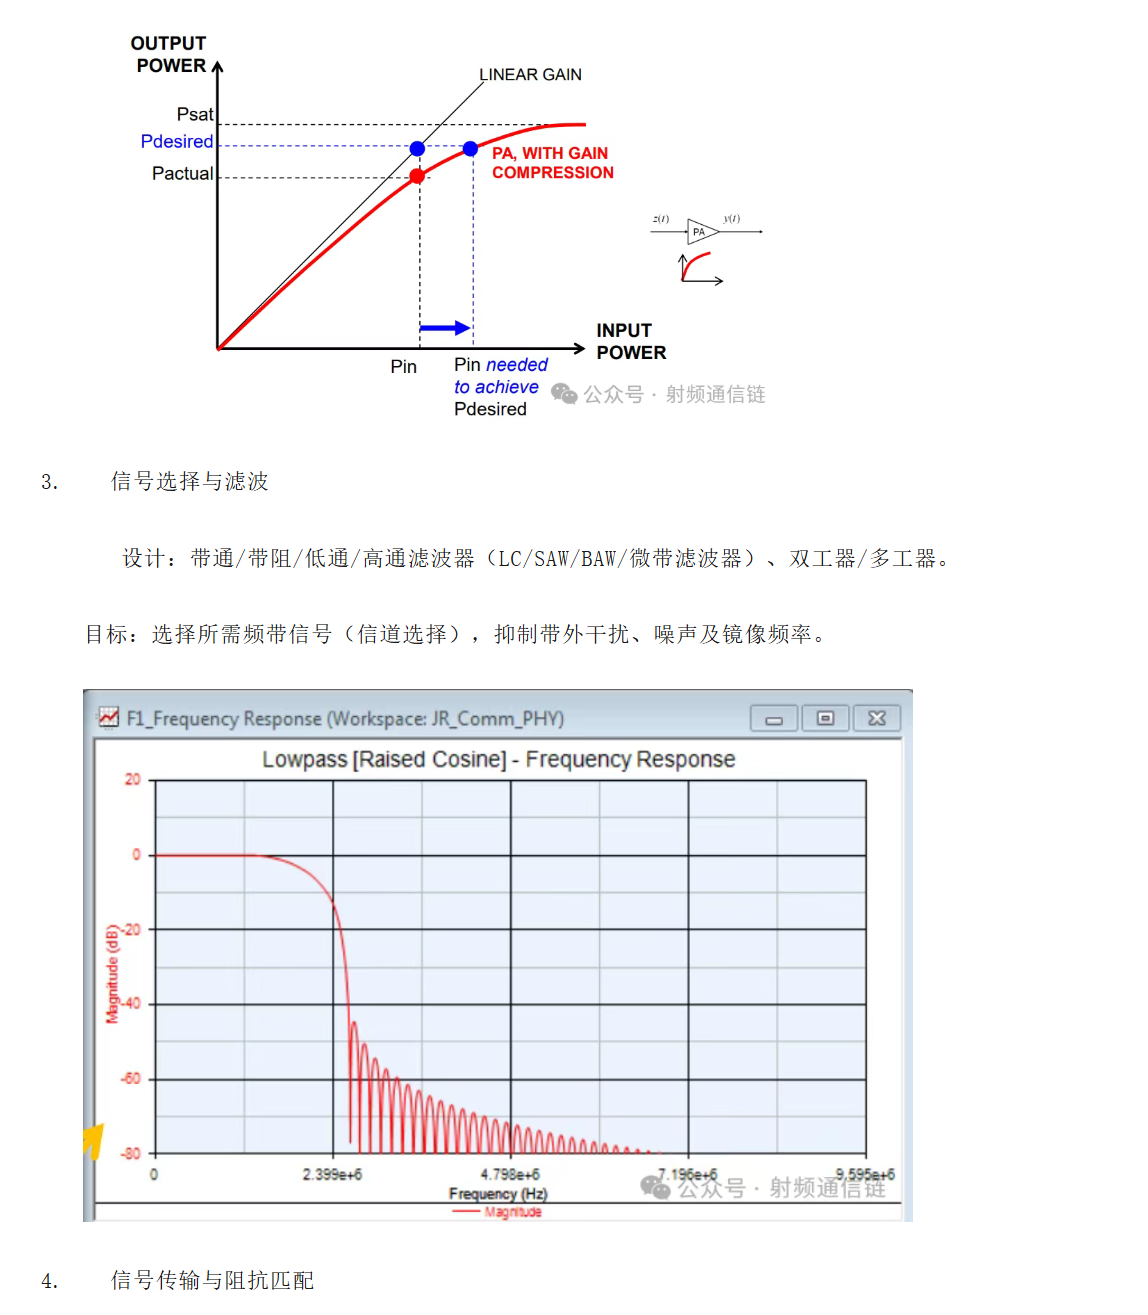 OUTPUT
POWER
LINEAR GAIN
Psat
Pdesired
Pactual
PA, WITH GAIN
COMPRESSION
z(t)
y(t)
PA
INPUT
POWER
Pin
Pin needed
to achieve
Pdesired
公众号 · 射频通信链
3. 信号选择与滤波
设计：带通/带阻/低通/高通滤波器（LC/SAW/BAW/微带滤波器）、双工器/多工器。
目标：选择所需频带信号（信道选择），抑制带外干扰、噪声及镜像频率。
F1_Frequency Response (Workspace: JR_Comm_PHY)
Lowpass [Raised Cosine] - Frequency Response
20
0
-20
-40
-60
-80
Magnitude (dB)
0
2.399e+6
4.798e+6
7.196e+6
9.595e+6
Frequency (Hz)
公众号 · 射频通信链
Magnitude
4. 信号传输与阻抗匹配